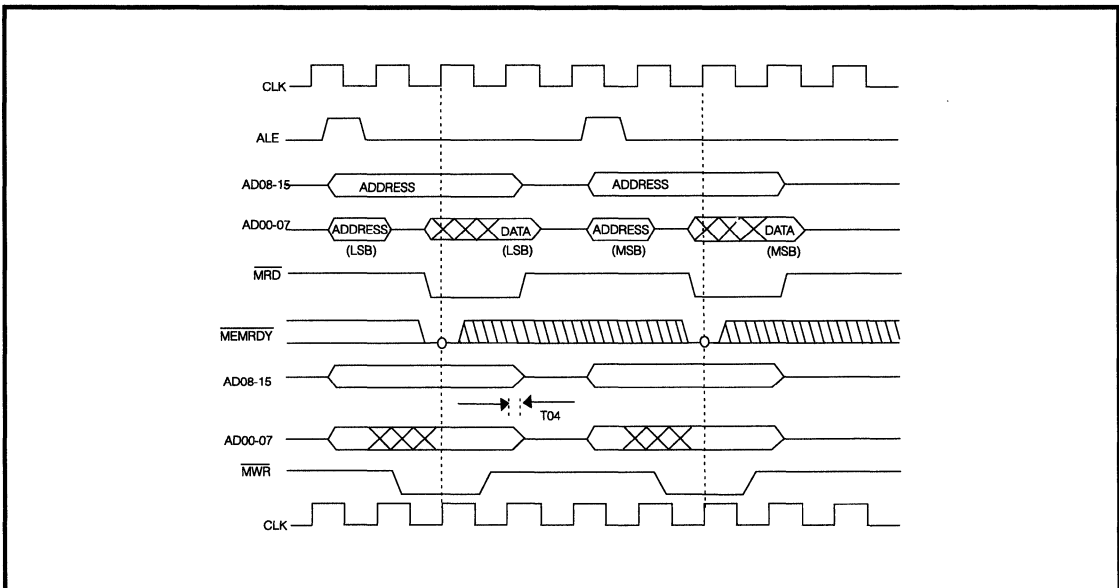 CLK
ALE
AD08-15
ADDRESS ADDRESS
AD00-07
ADDRESS DATA ADDRESS DATA
(LSB) (LSB) (MSB) (MSB)
MRD
MEMRDY
AD08-15
T04
AD00-07
MWR
CLK